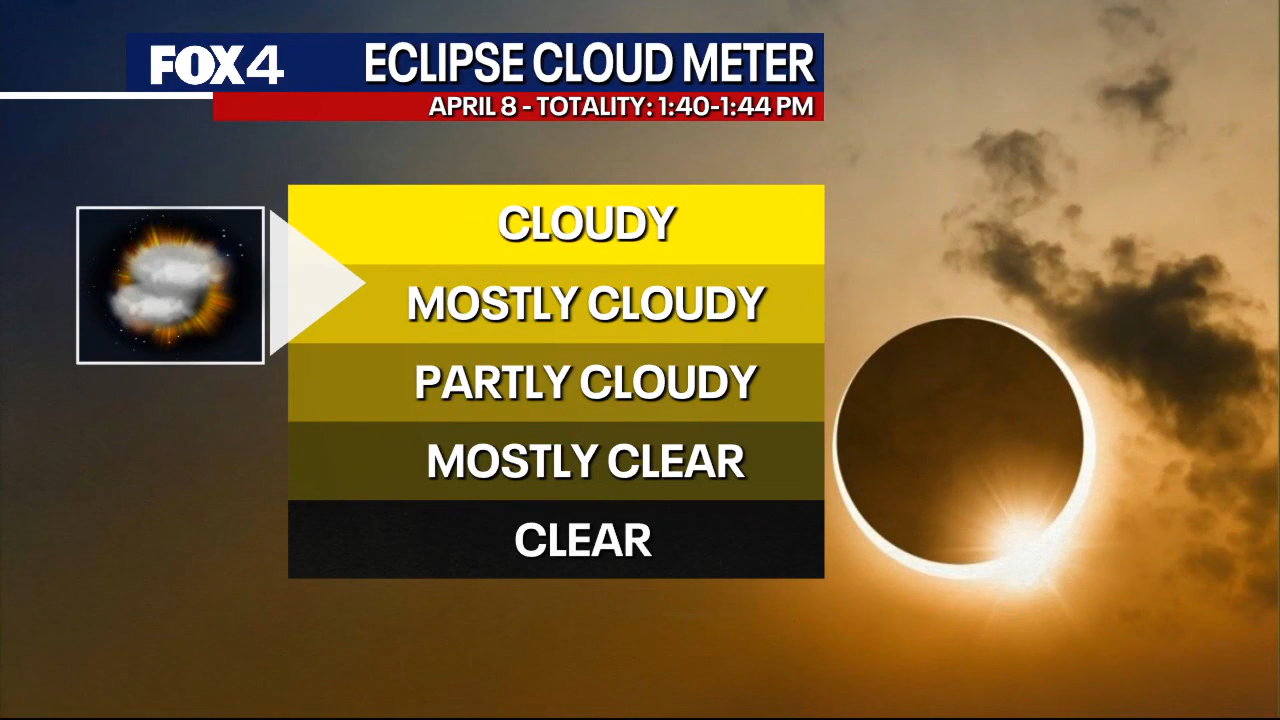 FOX4
ECLIPSE CLOUD METER
APRIL 8 - TOTALITY: 1:40-1:44 PM
CLOUDY
MOSTLY CLOUDY
PARTLY CLOUDY
MOSTLY CLEAR
CLEAR